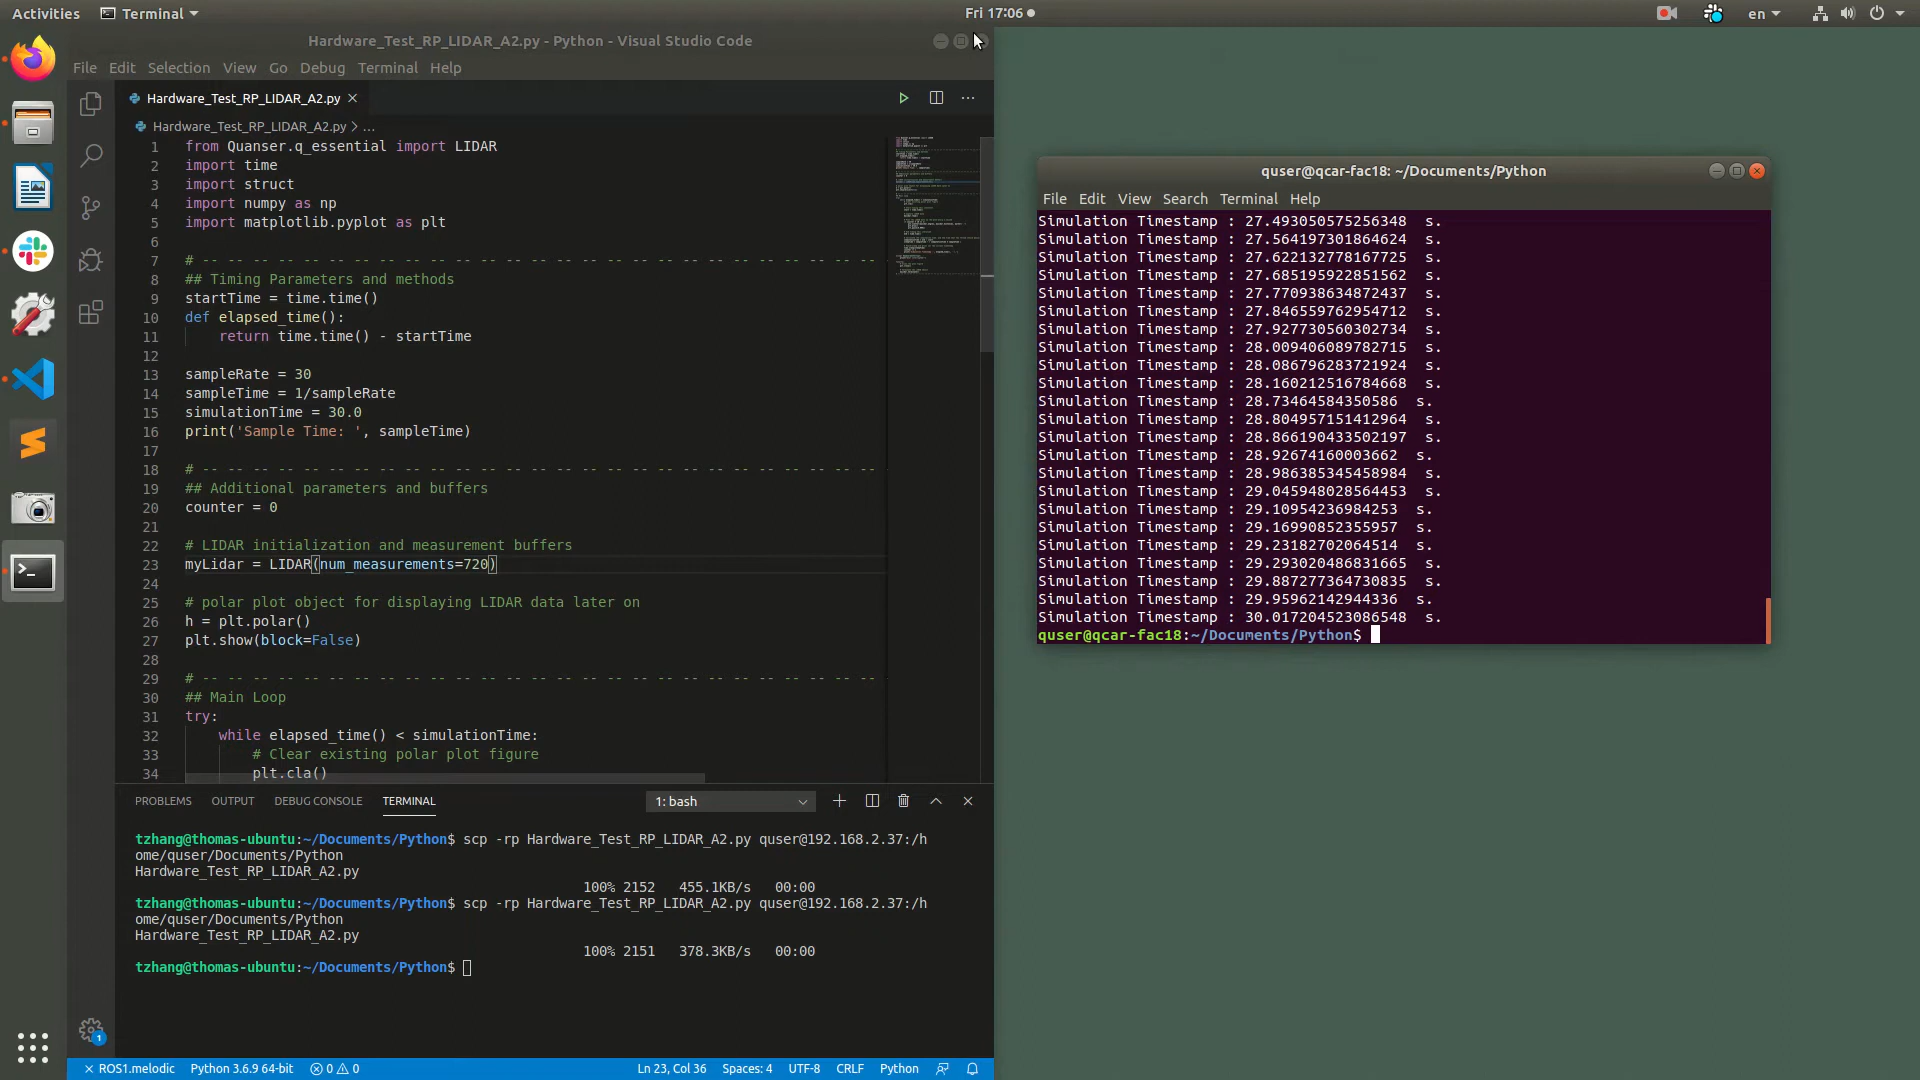 Activities
Terminal
Fri 17:06
en
Hardware_Test_RP_LIDAR_A2.py - Python - Visual Studio Code
File Edit Selection View Go Debug Terminal Help
Hardware_Test_RP_LIDAR_A2.py
Hardware_Test_RP_LIDAR_A2.py > ...
1 from Quanser.q_essential import LIDAR
2 import time
3 import struct
4 import numpy as np
5 import matplotlib.pyplot as plt
6
7 # -- -- -- -- -- -- -- -- -- -- -- -- -- -- -- -- -- -- -- -- -- -- -- -- -- -- -- --
8 ## Timing Parameters and methods
9 startTime = time.time()
10 def elapsed_time():
11 return time.time() - startTime
12
13 sampleRate = 30
14 sampleTime = 1/sampleRate
15 simulationTime = 30.0
16 print('Sample Time: ', sampleTime)
17
18 # -- -- -- -- -- -- -- -- -- -- -- -- -- -- -- -- -- -- -- -- -- -- -- -- -- -- -- --
19 ## Additional parameters and buffers
20 counter = 0
21
22 # LIDAR initialization and measurement buffers
23 myLidar = LIDAR(num_measurements=720)
24
25 # polar plot object for displaying LIDAR data later on
26 h = plt.polar()
27 plt.show(block=False)
28
29 # -- -- -- -- -- -- -- -- -- -- -- -- -- -- -- -- -- -- -- -- -- -- -- -- -- -- -- --
30 ## Main Loop
31 try:
32 while elapsed_time() < simulationTime:
33 # Clear existing polar plot figure
34 plt.cla()
PROBLEMS OUTPUT DEBUG CONSOLE TERMINAL
1: bash
tzhang@thomas-ubuntu:~/Documents/Python$ scp -rp Hardware_Test_RP_LIDAR_A2.py quser@192.168.2.37:/h
ome/quser/Documents/Python
Hardware_Test_RP_LIDAR_A2.py
100% 2152 455.1KB/s 00:00
tzhang@thomas-ubuntu:~/Documents/Python$ scp -rp Hardware_Test_RP_LIDAR_A2.py quser@192.168.2.37:/h
ome/quser/Documents/Python
Hardware_Test_RP_LIDAR_A2.py
100% 2151 378.3KB/s 00:00
tzhang@thomas-ubuntu:~/Documents/Python$
1
ROS1.melodic Python 3.6.9 64-bit 0 0 Ln 23, Col 36 Spaces: 4 UTF-8 CRLF Python
quser@qcar-fac18: ~/Documents/Python
File Edit View Search Terminal Help
Simulation Timestamp : 27.493050575256348 s.
Simulation Timestamp : 27.564197301864624 s.
Simulation Timestamp : 27.622132778167725 s.
Simulation Timestamp : 27.685195922851562 s.
Simulation Timestamp : 27.770938634872437 s.
Simulation Timestamp : 27.846559762954712 s.
Simulation Timestamp : 27.927730560302734 s.
Simulation Timestamp : 28.009406089782715 s.
Simulation Timestamp : 28.086796283721924 s.
Simulation Timestamp : 28.160212516784668 s.
Simulation Timestamp : 28.73464584350586 s.
Simulation Timestamp : 28.804957151412964 s.
Simulation Timestamp : 28.866190433502197 s.
Simulation Timestamp : 28.92674160003662 s.
Simulation Timestamp : 28.986385345458984 s.
Simulation Timestamp : 29.045948028564453 s.
Simulation Timestamp : 29.10954236984253 s.
Simulation Timestamp : 29.16990852355957 s.
Simulation Timestamp : 29.23182702064514 s.
Simulation Timestamp : 29.293020486831665 s.
Simulation Timestamp : 29.887277364730835 s.
Simulation Timestamp : 29.95962142944336 s.
Simulation Timestamp : 30.017204523086548 s.
quser@qcar-fac18:~/Documents/Python$